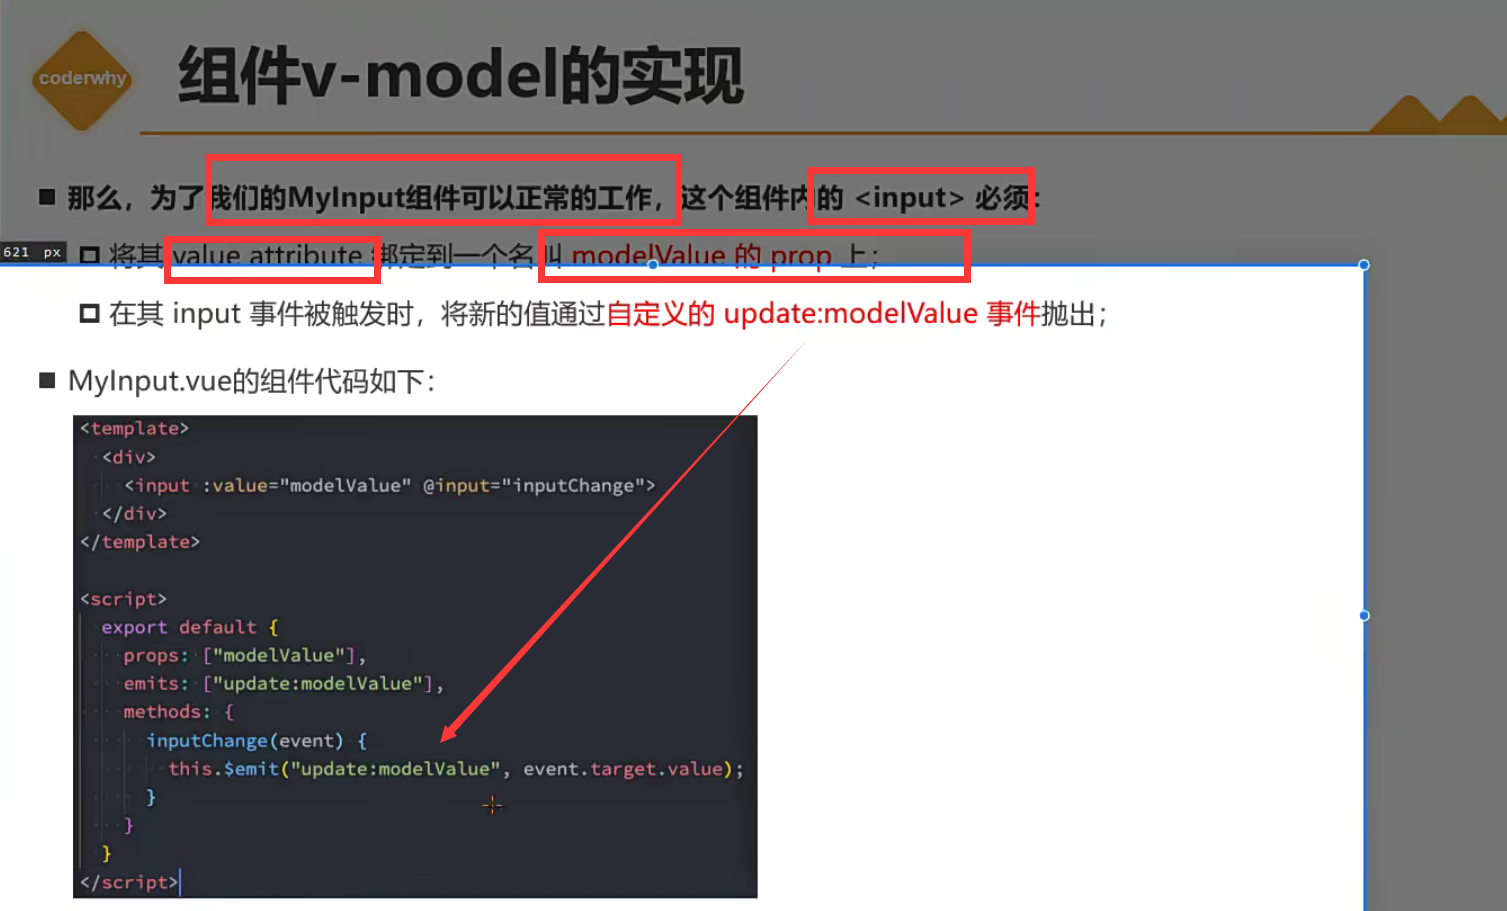 coderwhy
组件v-model的实现
那么，为了我们的MyInput组件可以正常的工作，这个组件内的 <input> 必须：
621 px
将其 value attribute 绑定到一个名叫 modelValue 的 prop 上；
在其 input 事件被触发时，将新的值通过自定义的 update:modelValue 事件抛出；
MyInput.vue的组件代码如下：
<template>
<div>
<input :value="modelValue" @input="inputChange">
</div>
</template>
<script>
export default {
props: ["modelValue"],
emits: ["update:modelValue"],
methods: {
inputChange(event) {
this.$emit("update:modelValue", event.target.value);
}
}
}
</script>